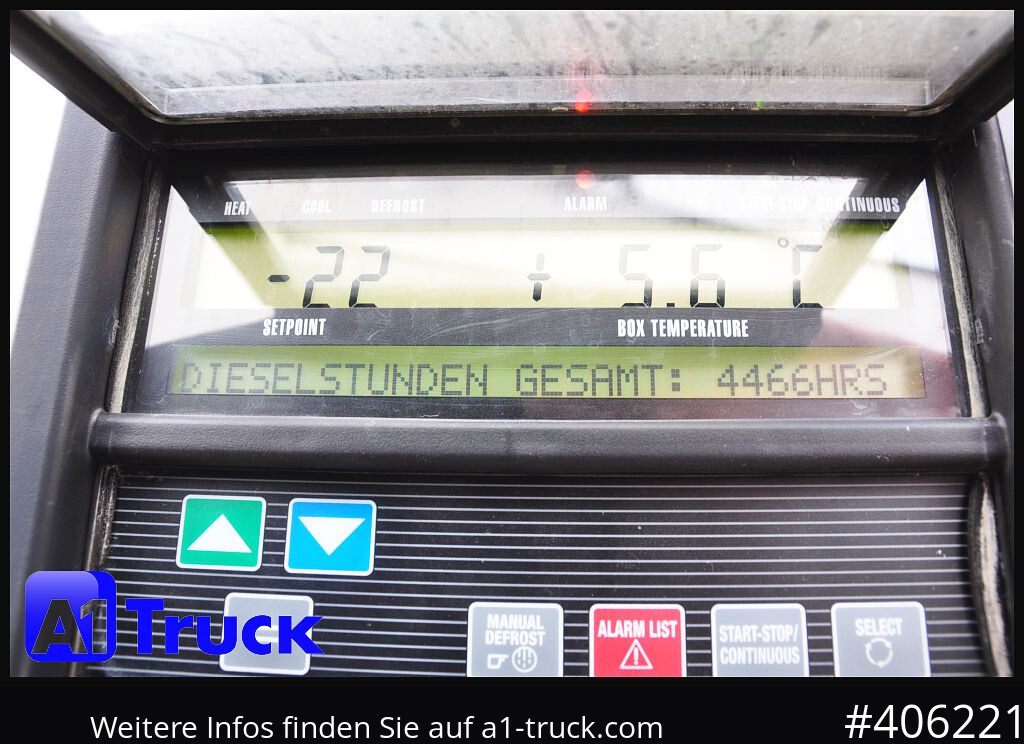 HEAT COOL DEFROST ALARM START-STOP CONTINUOUS
-22 + 5.6 °C
SETPOINT BOX TEMPERATURE
DIESELSTUNDEN GESAMT: 4466HRS
MANUAL DEFROST
ALARM LIST
START-STOP/
CONTINUOUS
SELECT
A1 Truck
Weitere Infos finden Sie auf a1-truck.com
#406221